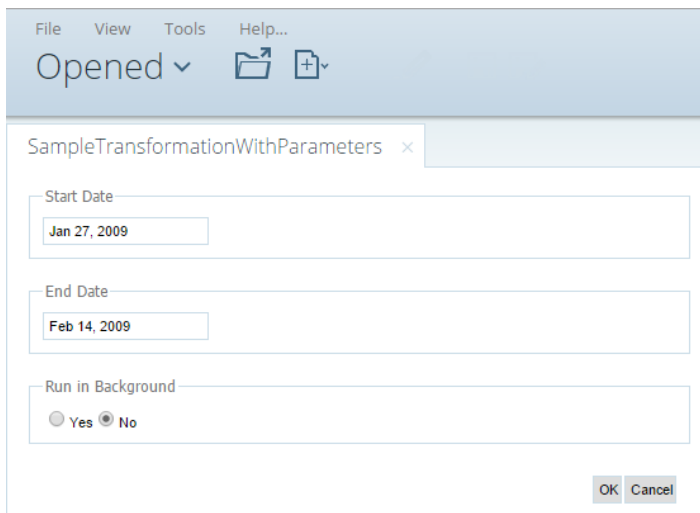 File View Tools Help...
Opened
SampleTransformationWithParameters ×
Start Date
Jan 27, 2009
End Date
Feb 14, 2009
Run in Background
Yes No
OK Cancel